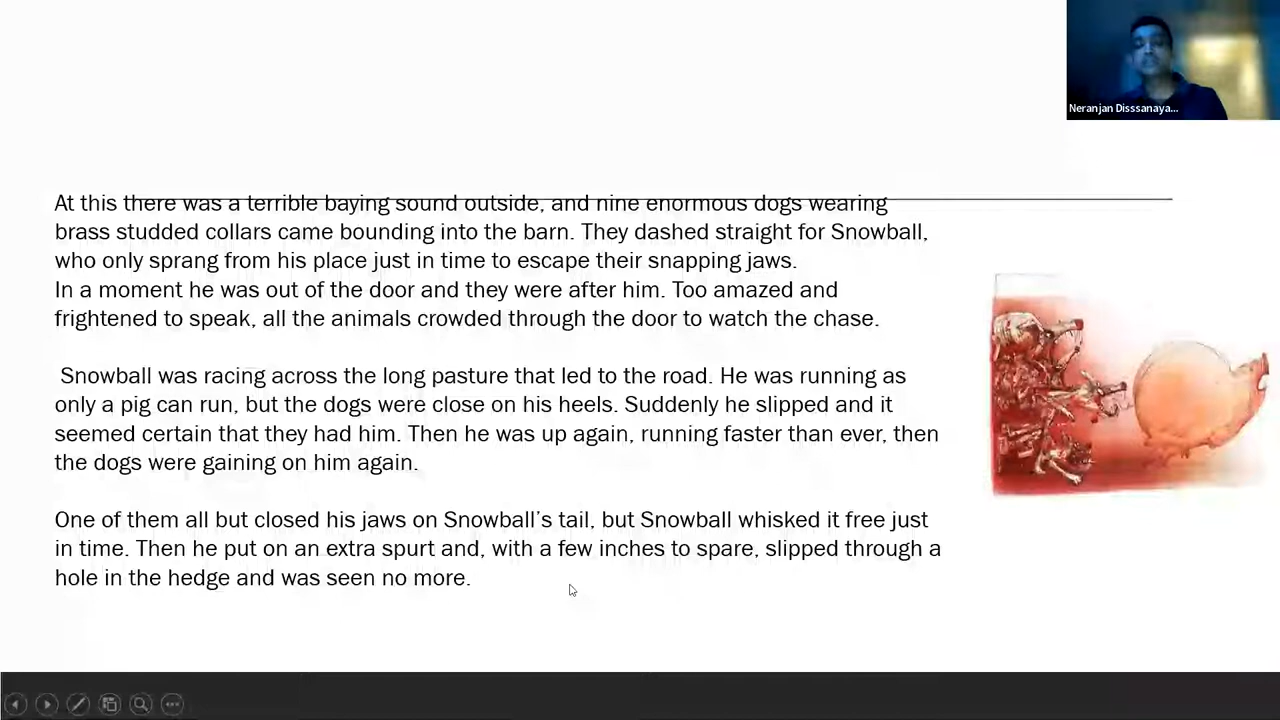 Neranjan Disssanaya...
At this there was a terrible baying sound outside, and nine enormous dogs wearing
brass studded collars came bounding into the barn. They dashed straight for Snowball,
who only sprang from his place just in time to escape their snapping jaws.
In a moment he was out of the door and they were after him. Too amazed and
frightened to speak, all the animals crowded through the door to watch the chase.
Snowball was racing across the long pasture that led to the road. He was running as
only a pig can run, but the dogs were close on his heels. Suddenly he slipped and it
seemed certain that they had him. Then he was up again, running faster than ever, then
the dogs were gaining on him again.
One of them all but closed his jaws on Snowball’s tail, but Snowball whisked it free just
in time. Then he put on an extra spurt and, with a few inches to spare, slipped through a
hole in the hedge and was seen no more.